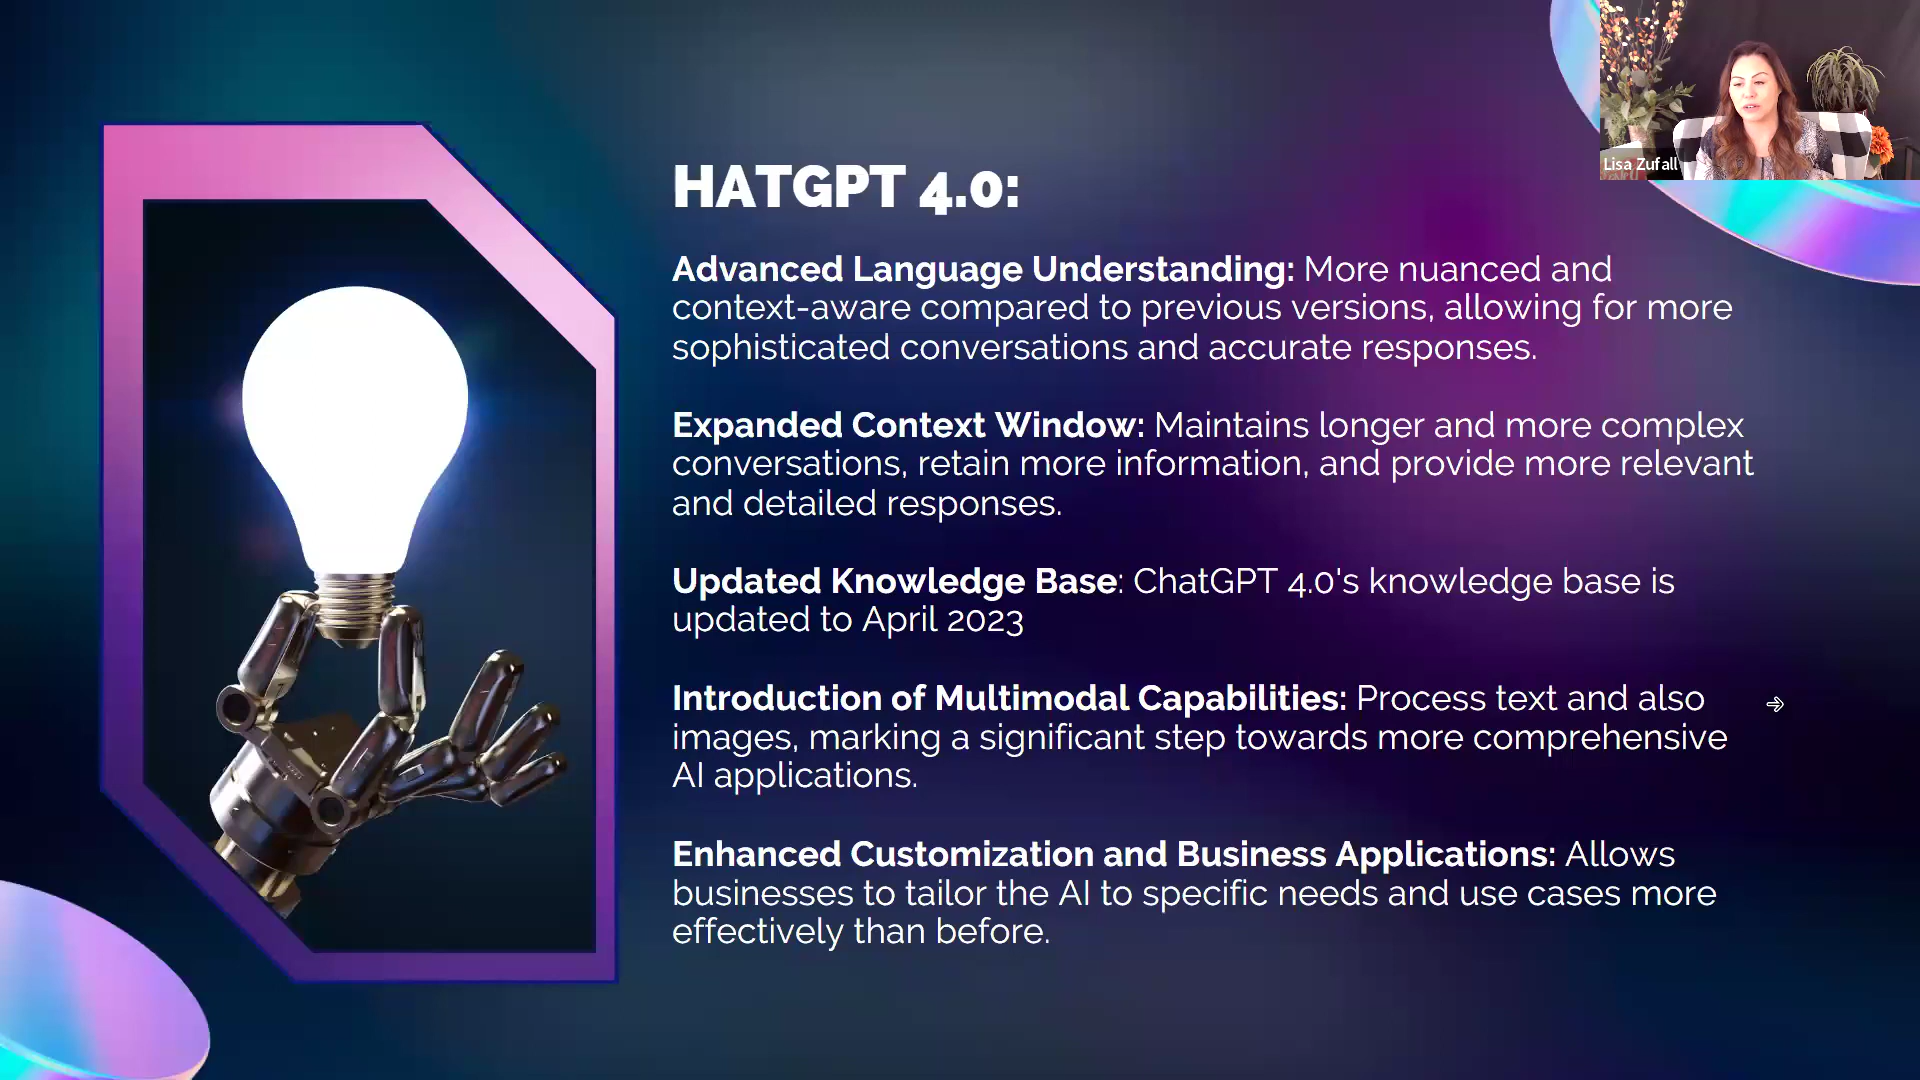 HATGPT 4.0:
Advanced Language Understanding: More nuanced and
context-aware compared to previous versions, allowing for more
sophisticated conversations and accurate responses.
Expanded Context Window: Maintains longer and more complex
conversations, retain more information, and provide more relevant
and detailed responses.
Updated Knowledge Base: ChatGPT 4.0's knowledge base is
updated to April 2023
Introduction of Multimodal Capabilities: Process text and also
images, marking a significant step towards more comprehensive
AI applications.
Enhanced Customization and Business Applications: Allows
businesses to tailor the AI to specific needs and use cases more
effectively than before.
Lisa Zufall